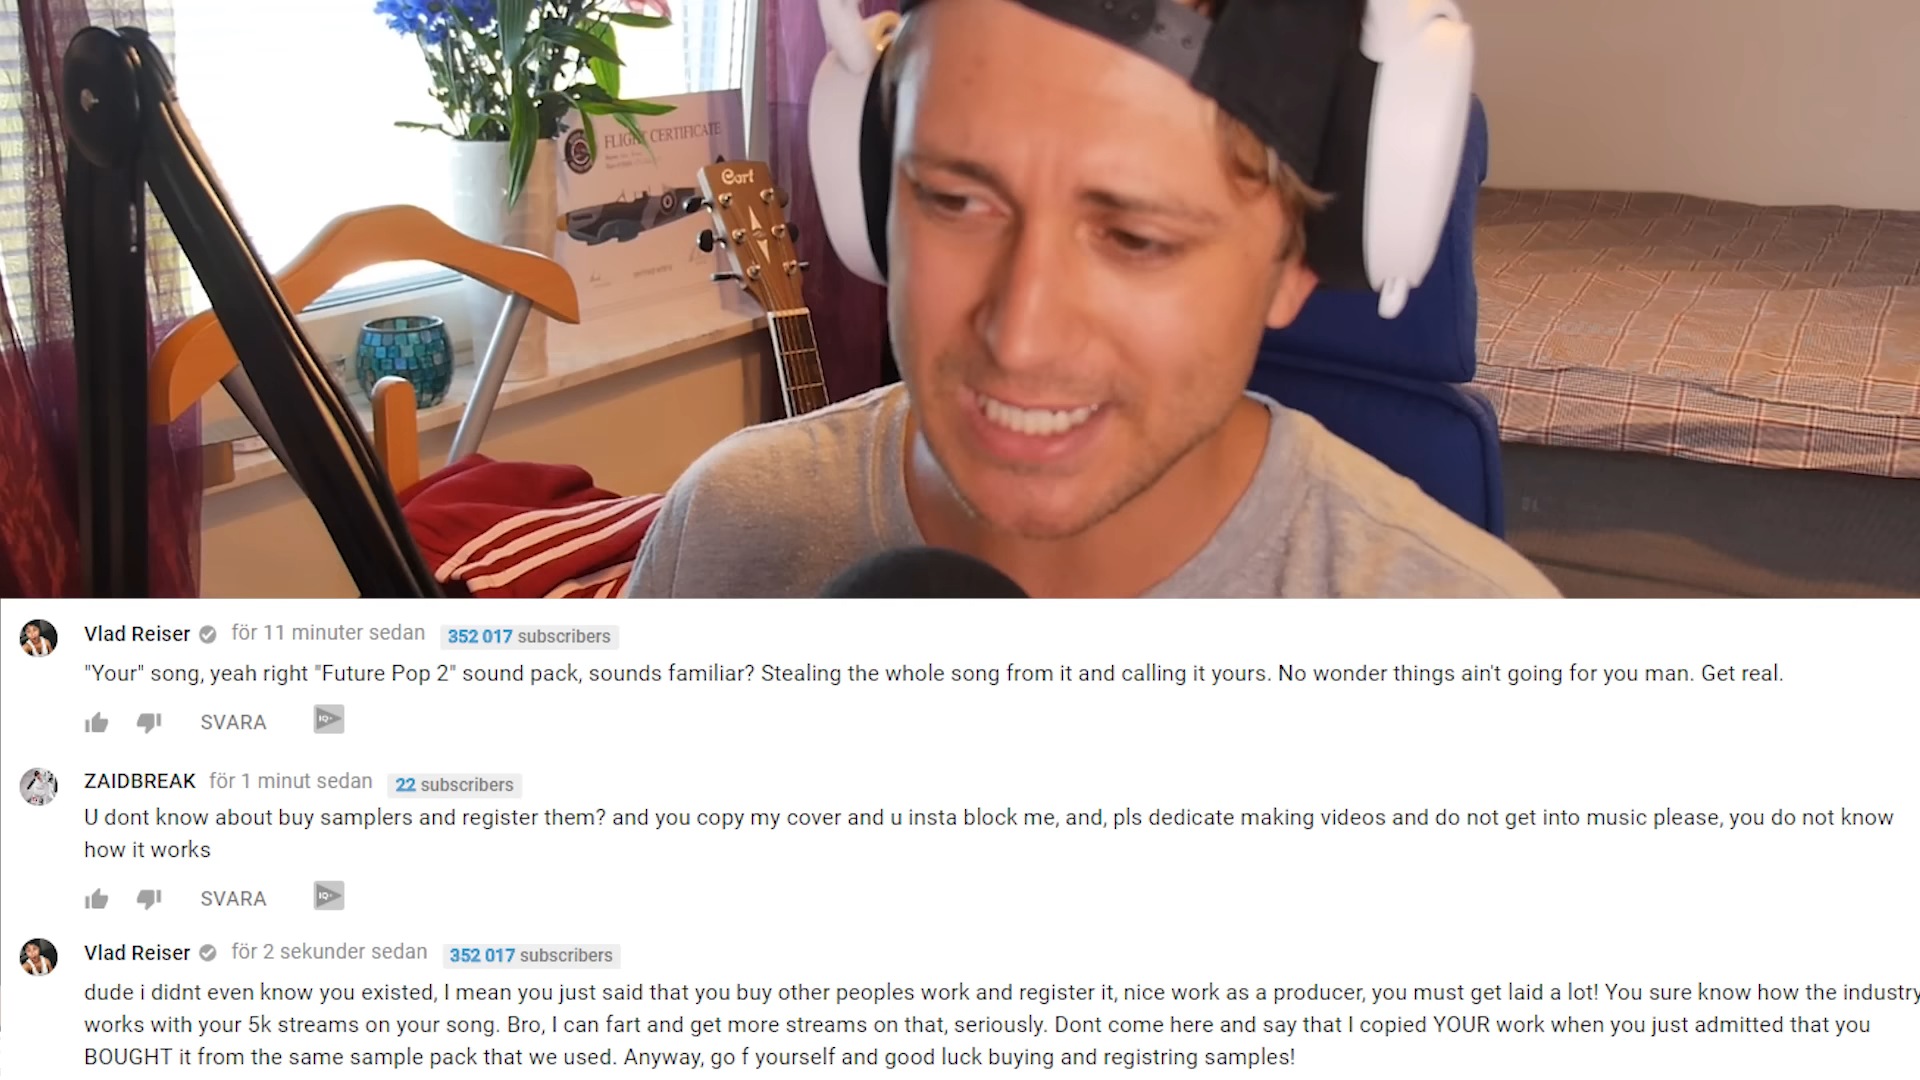 FLIGHT CERTIFICATE
Cort
Vlad Reiser för 11 minuter sedan 352 017 subscribers
"Your" song, yeah right "Future Pop 2" sound pack, sounds familiar? Stealing the whole song from it and calling it yours. No wonder things ain't going for you man. Get real.
SVARA IQ+
ZAIDBREAK för 1 minut sedan 22 subscribers
U dont know about buy samplers and register them? and you copy my cover and u insta block me, and, pls dedicate making videos and do not get into music please, you do not know
how it works
SVARA IQ+
Vlad Reiser för 2 sekunder sedan 352 017 subscribers
dude i didnt even know you existed, I mean you just said that you buy other peoples work and register it, nice work as a producer, you must get laid a lot! You sure know how the industry
works with your 5k streams on your song. Bro, I can fart and get more streams on that, seriously. Dont come here and say that I copied YOUR work when you just admitted that you
BOUGHT it from the same sample pack that we used. Anyway, go f yourself and good luck buying and registring samples!